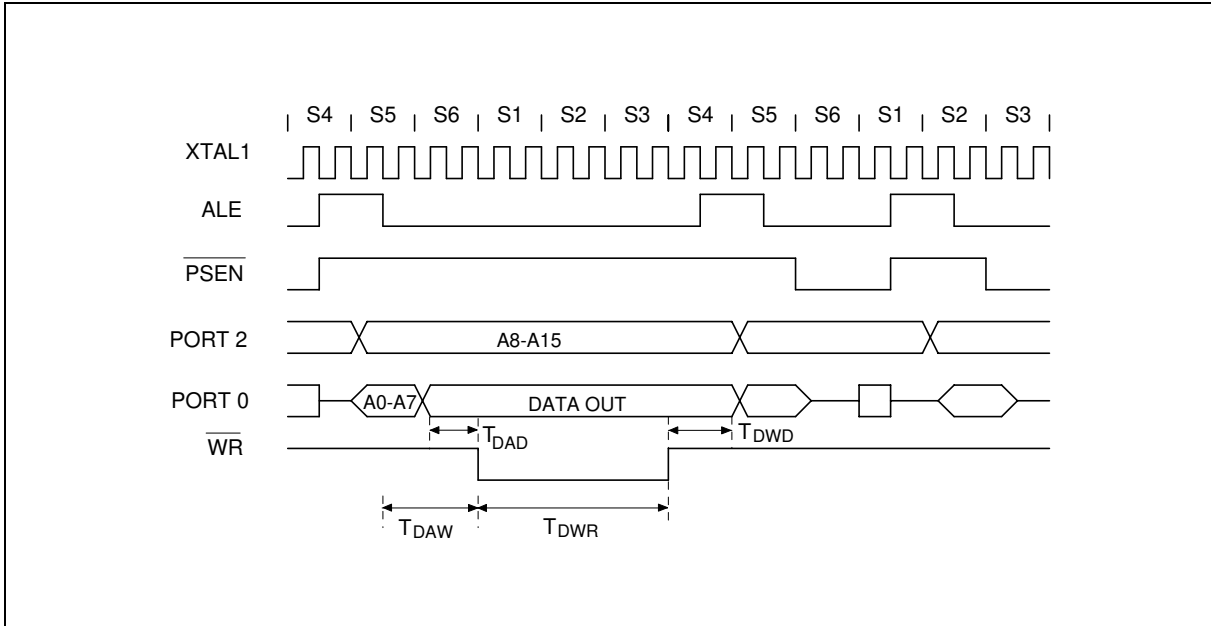 | S4 | S5 | S6 | S1 | S2 | S3 | S4 | S5 | S6 | S1 | S2 | S3 |
XTAL1
ALE
PSEN
PORT 2 A8-A15
PORT 0 A0-A7 DATA OUT
TDAD TDWD
WR
TDAW TDWR